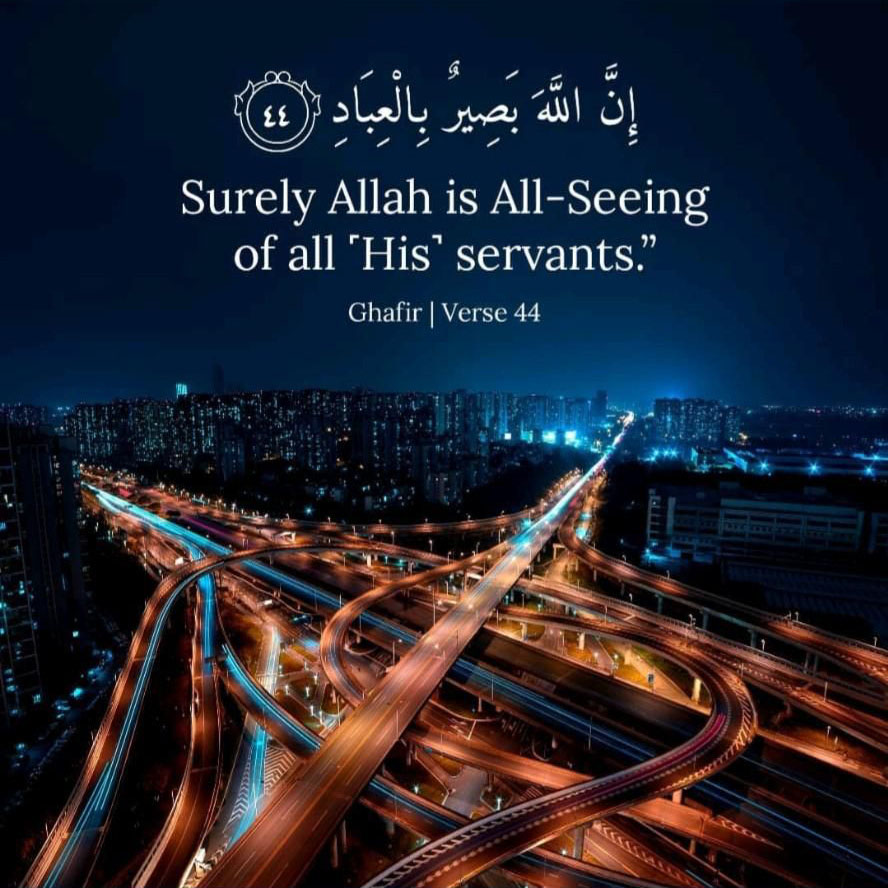 إِنَّ اللَّهَ بَصِيرٌ بِالْعِبَادِ ٤٤
Surely Allah is All-Seeing
of all ˹His˺ servants.”
Ghafir | Verse 44